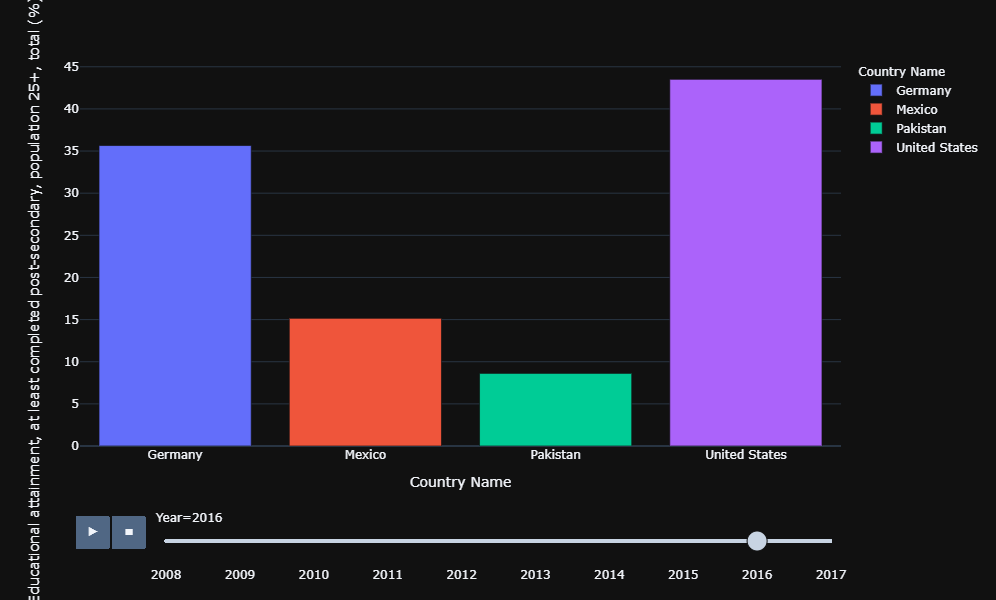 Educational attainment, at least completed post-secondary, population 25+, total (%)
45
40
35
30
25
20
15
10
5
0
Germany Mexico Pakistan United States
Country Name
Country Name
Germany
Mexico
Pakistan
United States
▶ ■
Year=2016
2008 2009 2010 2011 2012 2013 2014 2015 2016 2017